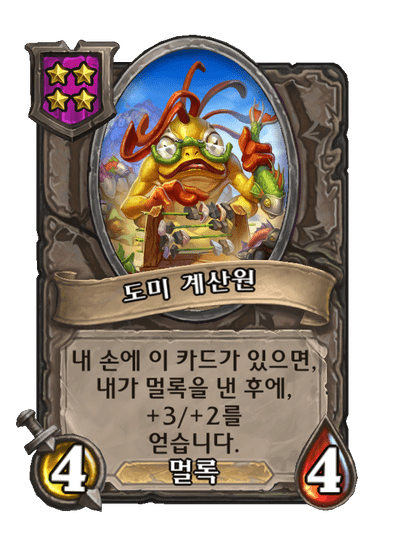 도미 계산원
내 손에 이 카드가 있으면,
내가 멀록을 낸 후에,
+3/+2를
얻습니다.
4
멀록
4